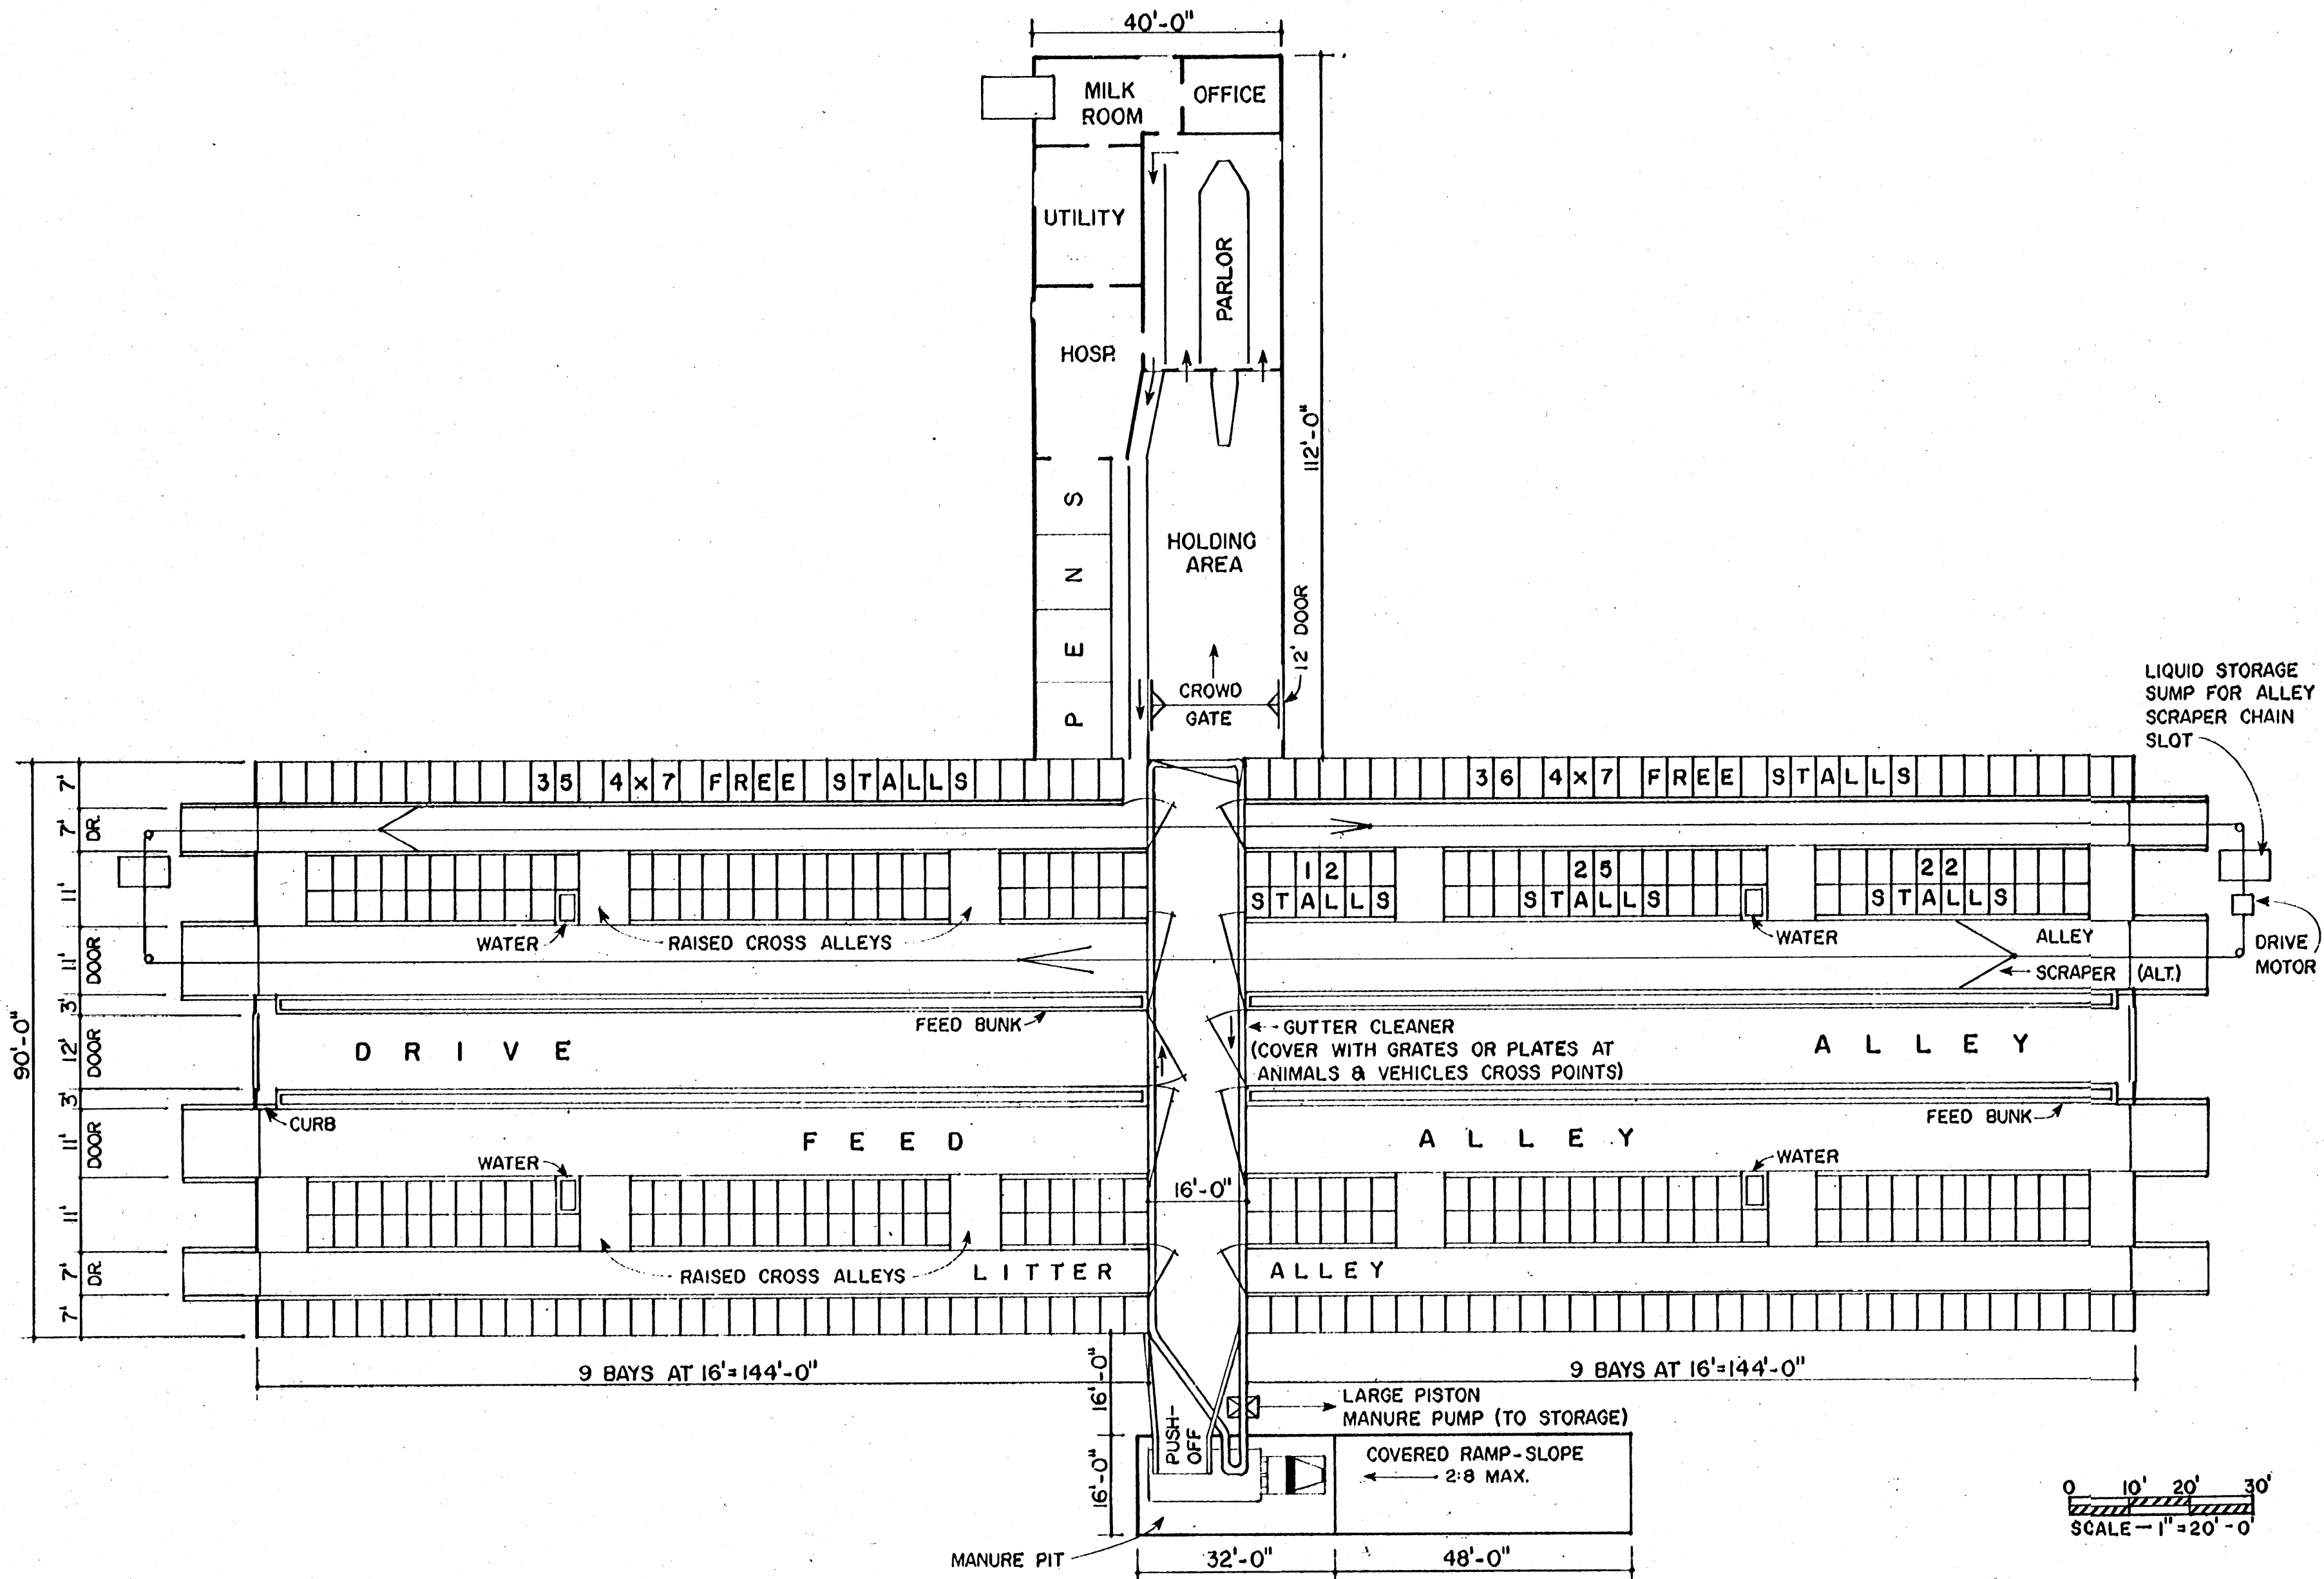 40'-0"
MILK
ROOM
OFFICE
UTILITY
PARLOR
HOSP.
112'-0"
PENS
HOLDING
AREA
12' DOOR
CROWD
GATE
LIQUID STORAGE
SUMP FOR ALLEY
SCRAPER CHAIN
SLOT
35 4x7 FREE STALLS
36 4x7 FREE STALLS
7'
7' DR.
11'
11' DOOR
3'
12' DOOR
3'
11' DOOR
11'
7' DR.
7'
90'-0"
12
STALLS
25
STALLS
22
STALLS
WATER
RAISED CROSS ALLEYS
WATER
ALLEY
SCRAPER (ALT.)
DRIVE
MOTOR
FEED BUNK
GUTTER CLEANER
(COVER WITH GRATES OR PLATES AT
ANIMALS & VEHICLES CROSS POINTS)
DRIVE ALLEY
CURB
FEED BUNK
FEED ALLEY
WATER
WATER
16'-0"
RAISED CROSS ALLEYS
LITTER ALLEY
9 BAYS AT 16'=144'-0"
9 BAYS AT 16'=144'-0"
16'-0"
LARGE PISTON
MANURE PUMP (TO STORAGE)
PUSH-
OFF
16'-0"
COVERED RAMP-SLOPE
2:8 MAX.
MANURE PIT
32'-0"
48'-0"
0 10' 20' 30'
SCALE - 1"=20'-0'